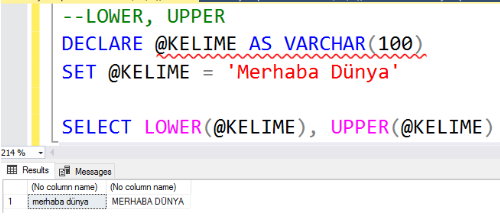 --LOWER, UPPER
DECLARE @KELIME AS VARCHAR(100)
SET @KELIME = 'Merhaba Dünya'
SELECT LOWER(@KELIME), UPPER(@KELIME)
214 %
Results Messages
(No column name) (No column name)
1 merhaba dünya MERHABA DÜNYA